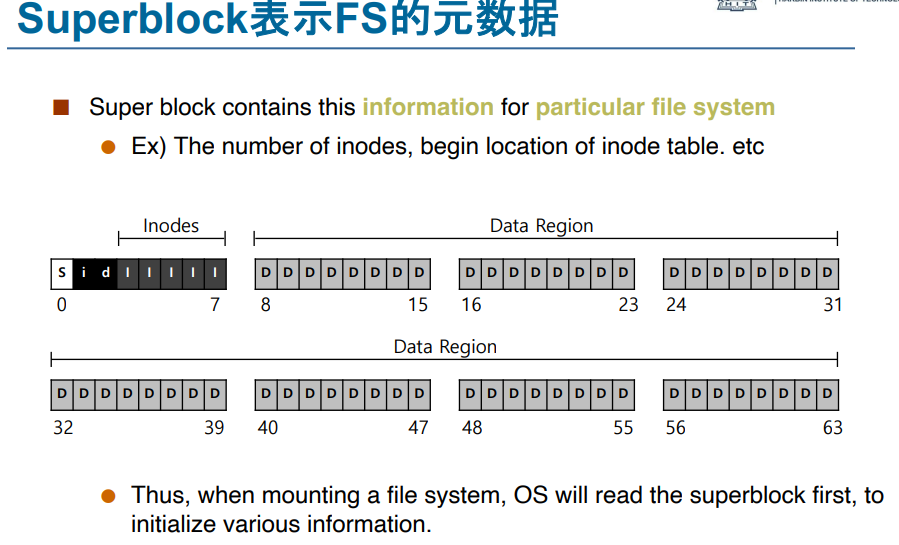 Superblock表示FS的元数据
Super block contains this information for particular file system
Ex) The number of inodes, begin location of inode table. etc
Inodes
Data Region
S i d I I I I I D D D D D D D D D D D D D D D D D D D D D D D D
0 7 8 15 16 23 24 31
Data Region
D D D D D D D D D D D D D D D D D D D D D D D D D D D D D D D D
32 39 40 47 48 55 56 63
Thus, when mounting a file system, OS will read the superblock first, to
initialize various information.